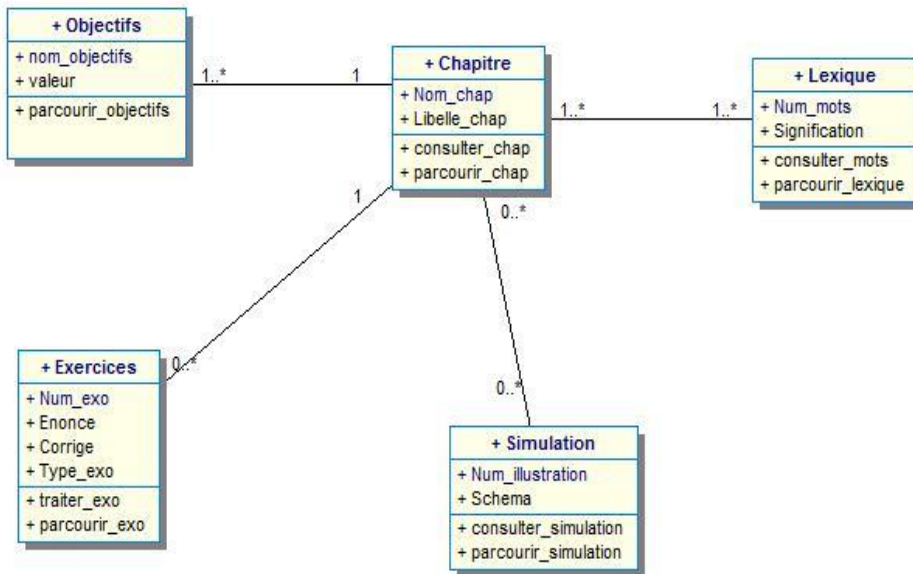 + Objectifs
+ nom_objectifs
+ valeur
+ parcourir_objectifs
1..*
1
+ Chapitre
+ Nom_chap
+ Libelle_chap
+ consulter_chap
+ parcourir_chap
1..*
1..*
+ Lexique
+ Num_mots
+ Signification
+ consulter_mots
+ parcourir_lexique
1
0..*
0..*
+ Exercices
+ Num_exo
+ Enonce
+ Corrige
+ Type_exo
+ traiter_exo
+ parcourir_exo
0..*
+ Simulation
+ Num_illustration
+ Schema
+ consulter_simulation
+ parcourir_simulation